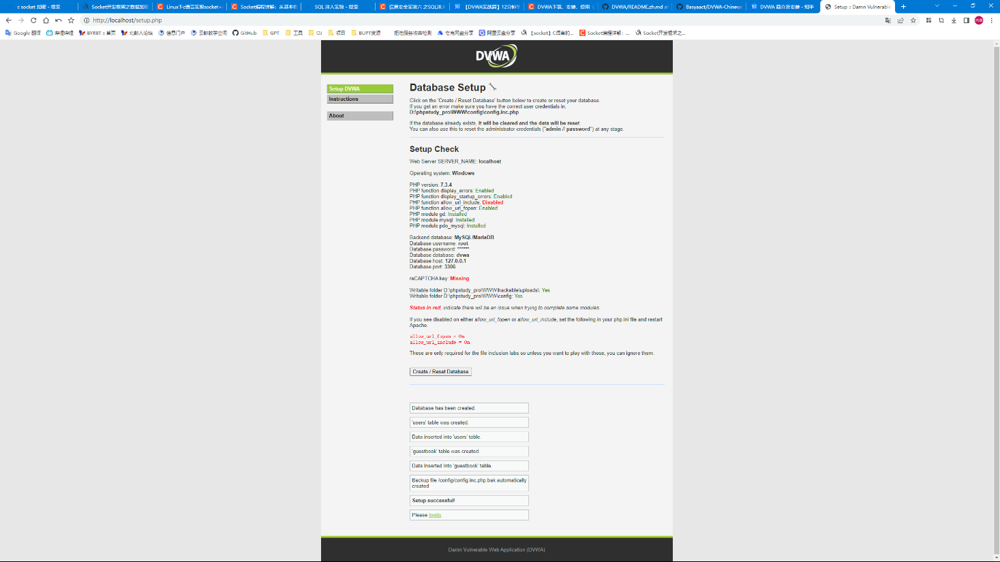 c socket 加密 - 搜索
Socket开发框架之数据加密
Linux下c语言实现socket+
Socket编程详解：从基本概
SQL 注入实验 - 搜索
信息安全实验六 之SQL注入
【DVWA实战篇】12分钟学
DVWA下载、安装、使用（
DVWA/README.zh.md at
Basyaact/DVWA-Chinese
DVWA 简介及安装 - 知乎
Setup :: Damn Vulnerable
http://localhost/setup.php
Google 翻译
哔哩哔哩
BYRBT :: 首页
北邮人论坛
信息门户
云邮教学空间
GitHub
GPT
工具
OJ
项目
BUPT资源
拒绝服务攻击检测
夸克网盘分享
阿里云盘分享
【socket】C语言的...
Socket编程详解：...
Socket开发框架之...
DVWA
Setup DVWA
Instructions
About
Database Setup
Click on the 'Create / Reset Database' button below to create or reset your database.
If you get an error make sure you have the correct user credentials in:
D:\phpstudy_pro\WWW\config\config.inc.php
If the database already exists, it will be cleared and the data will be reset.
You can also use this to reset the administrator credentials ("admin // password") at any stage.
Setup Check
Web Server SERVER_NAME: localhost
Operating system: Windows
PHP version: 7.3.4
PHP function display_errors: Enabled
PHP function display_startup_errors: Enabled
PHP function allow_url_include: Disabled
PHP function allow_url_fopen: Enabled
PHP module gd: Installed
PHP module mysql: Installed
PHP module pdo_mysql: Installed
Backend database: MySQL/MariaDB
Database username: root
Database password: ******
Database database: dvwa
Database host: 127.0.0.1
Database port: 3306
reCAPTCHA key: Missing
Writable folder D:\phpstudy_pro\WWW\hackable\uploads\: Yes
Writable folder D:\phpstudy_pro\WWW\config: Yes
Status in red, indicate there will be an issue when trying to complete some modules.
If you see disabled on either allow_url_fopen or allow_url_include, set the following in your php.ini file and restart
Apache.
allow_url_fopen = On
allow_url_include = On
These are only required for the file inclusion labs so unless you want to play with those, you can ignore them.
Create / Reset Database
Database has been created.
'users' table was created.
Data inserted into 'users' table.
'guestbook' table was created.
Data inserted into 'guestbook' table.
Backup file /config/config.inc.php.bak automatically
created
Setup successful!
Please login.
Damn Vulnerable Web Application (DVWA)